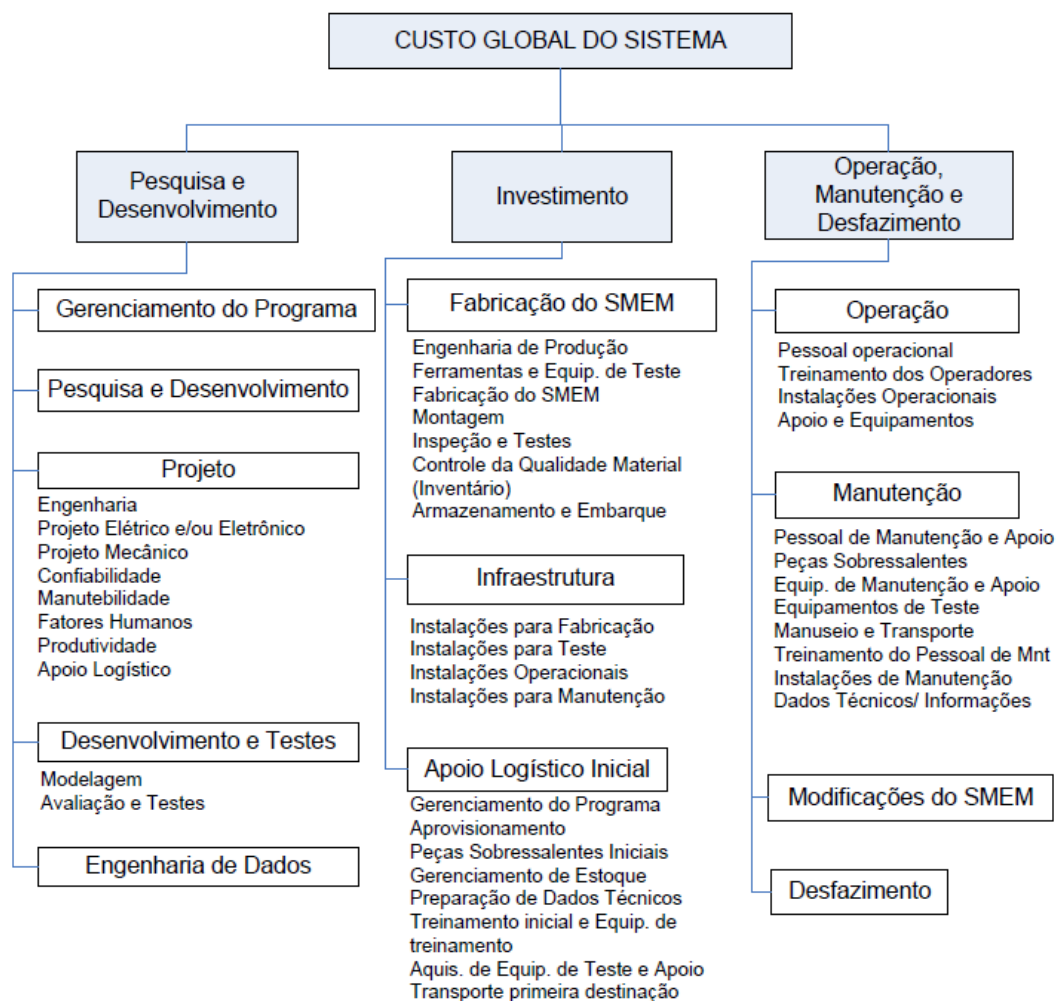 CUSTO GLOBAL DO SISTEMA
Pesquisa e
Desenvolvimento
Gerenciamento do Programa
Pesquisa e Desenvolvimento
Projeto
Engenharia
Projeto Elétrico e/ou Eletrônico
Projeto Mecânico
Confiabilidade
Manutebilidade
Fatores Humanos
Produtividade
Apoio Logístico
Desenvolvimento e Testes
Modelagem
Avaliação e Testes
Engenharia de Dados
Investimento
Fabricação do SMEM
Engenharia de Produção
Ferramentas e Equip. de Teste
Fabricação do SMEM
Montagem
Inspeção e Testes
Controle da Qualidade Material
(Inventário)
Armazenamento e Embarque
Infraestrutura
Instalações para Fabricação
Instalações para Teste
Instalações Operacionais
Instalações para Manutenção
Apoio Logístico Inicial
Gerenciamento do Programa
Aprovisionamento
Peças Sobressalentes Iniciais
Gerenciamento de Estoque
Preparação de Dados Técnicos
Treinamento inicial e Equip. de
treinamento
Aquis. de Equip. de Teste e Apoio
Transporte primeira destinação
Operação,
Manutenção e
Desfazimento
Operação
Pessoal operacional
Treinamento dos Operadores
Instalações Operacionais
Apoio e Equipamentos
Manutenção
Pessoal de Manutenção e Apoio
Peças Sobressalentes
Equip. de Manutenção e Apoio
Equipamentos de Teste
Manuseio e Transporte
Treinamento do Pessoal de Mnt
Instalações de Manutenção
Dados Técnicos/ Informações
Modificações do SMEM
Desfazimento